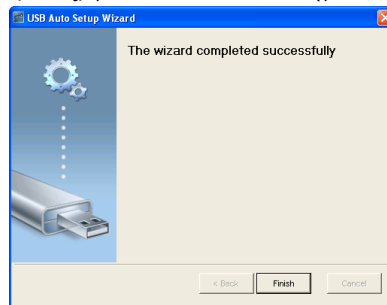 USB Auto Setup Wizard
The wizard completed successfully
< Back
Finish
Cancel